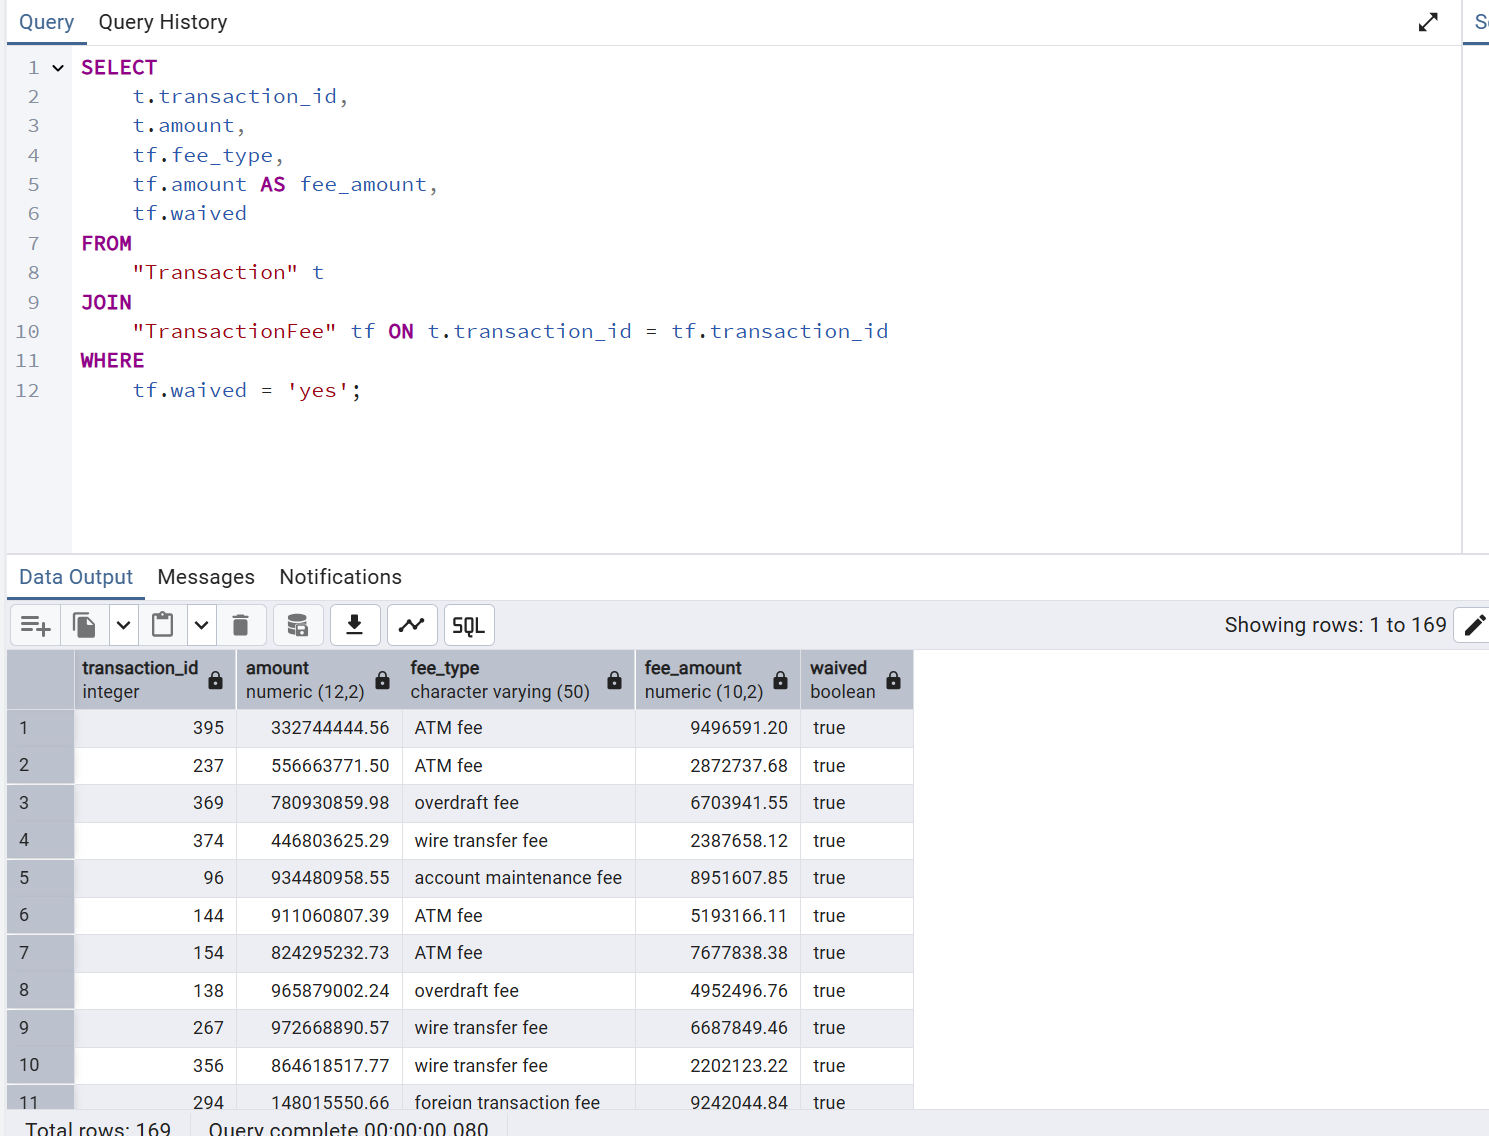 Query Query History
1 SELECT
2 t.transaction_id,
3 t.amount,
4 tf.fee_type,
5 tf.amount AS fee_amount,
6 tf.waived
7 FROM
8 "Transaction" t
9 JOIN
10 "TransactionFee" tf ON t.transaction_id = tf.transaction_id
11 WHERE
12 tf.waived = 'yes';
Data Output Messages Notifications
SQL Showing rows: 1 to 169
transaction_id amount fee_type fee_amount waived
integer numeric (12,2) character varying (50) numeric (10,2) boolean
1 395 332744444.56 ATM fee 9496591.20 true
2 237 556663771.50 ATM fee 2872737.68 true
3 369 780930859.98 overdraft fee 6703941.55 true
4 374 446803625.29 wire transfer fee 2387658.12 true
5 96 934480958.55 account maintenance fee 8951607.85 true
6 144 911060807.39 ATM fee 5193166.11 true
7 154 824295232.73 ATM fee 7677838.38 true
8 138 965879002.24 overdraft fee 4952496.76 true
9 267 972668890.57 wire transfer fee 6687849.46 true
10 356 864618517.77 wire transfer fee 2202123.22 true
11 294 148015550.66 foreign transaction fee 9242044.84 true
Total rows: 169 Query complete 00:00:00.080